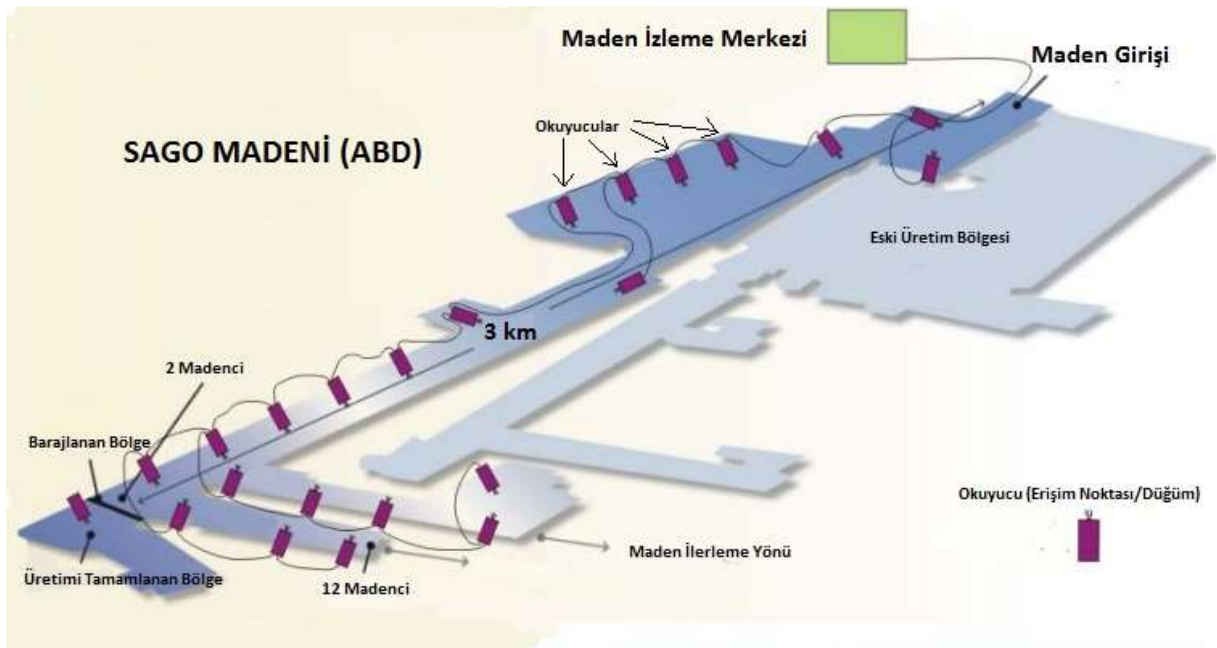 Maden İzleme Merkezi
Maden Girişi
Okuyucular
SAGO MADENİ (ABD)
Eski Üretim Bölgesi
3 km
2 Madenci
Barajlanan Bölge
Okuyucu (Erişim Noktası/Düğüm)
Maden İlerleme Yönü
Üretimi Tamamlanan Bölge
12 Madenci